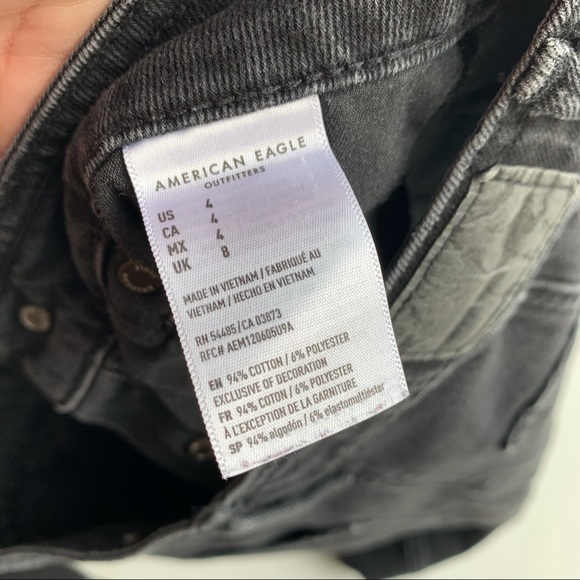 AMERICAN EAGLE
OUTFITTERS
US 4
CA 4
MX 4
UK 8
MADE IN VIETNAM / FABRIQUÉ AU
VIETNAM / HECHO EN VIETNAM
RN 54485 / CA 03873
RFC# AEM120605U9A
EN 94% COTTON / 6% POLYESTER
EXCLUSIVE OF DECORATION
FR 94% COTON / 6% POLYESTER
À L'EXCEPTION DE LA GARNITURE
SP 94% algodón / 6% elastomultiéster